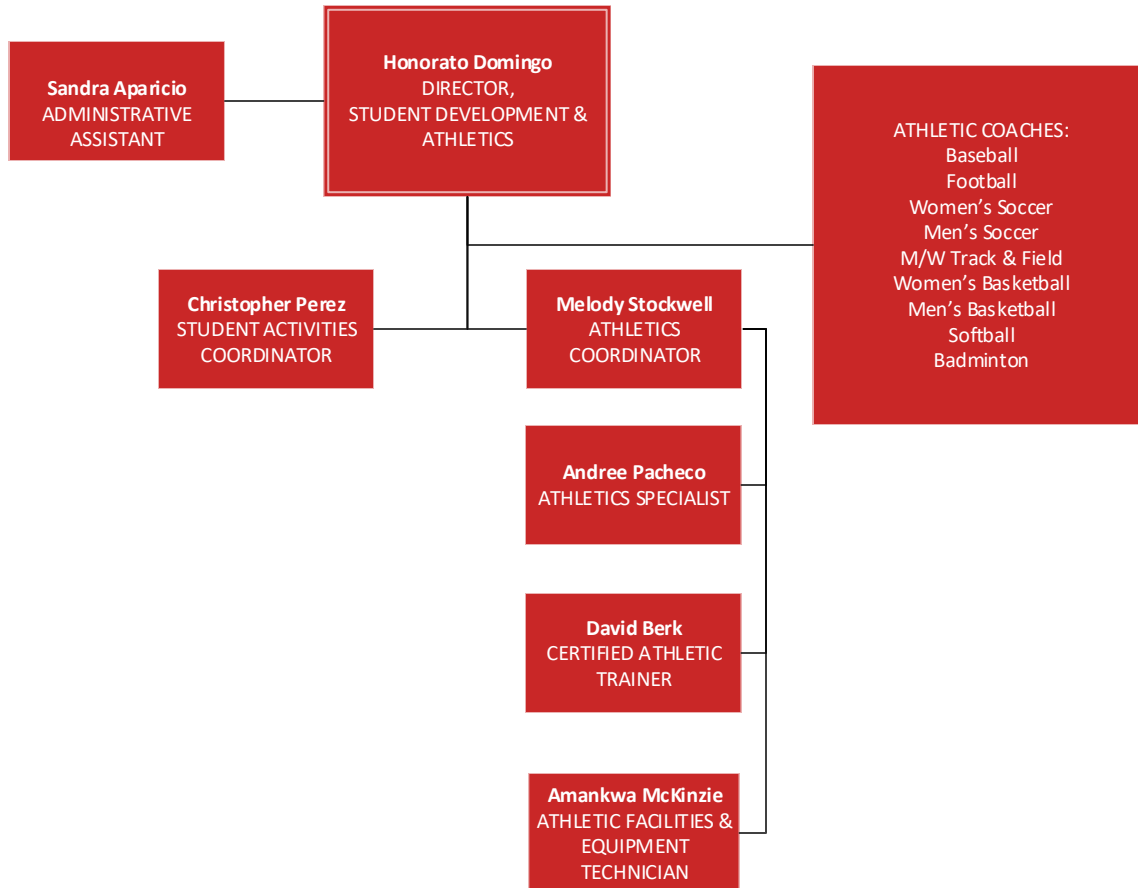 Sandra Aparicio
ADMINISTRATIVE
ASSISTANT
Honorato Domingo
DIRECTOR,
STUDENT DEVELOPMENT &
ATHLETICS
ATHLETIC COACHES:
Baseball
Football
Women’s Soccer
Men’s Soccer
M/W Track & Field
Women’s Basketball
Men’s Basketball
Softball
Badminton
Christopher Perez
STUDENT ACTIVITIES
COORDINATOR
Melody Stockwell
ATHLETICS
COORDINATOR
Andree Pacheco
ATHLETICS SPECIALIST
David Berk
CERTIFIED ATHLETIC
TRAINER
Amankwa McKinzie
ATHLETIC FACILITIES &
EQUIPMENT
TECHNICIAN